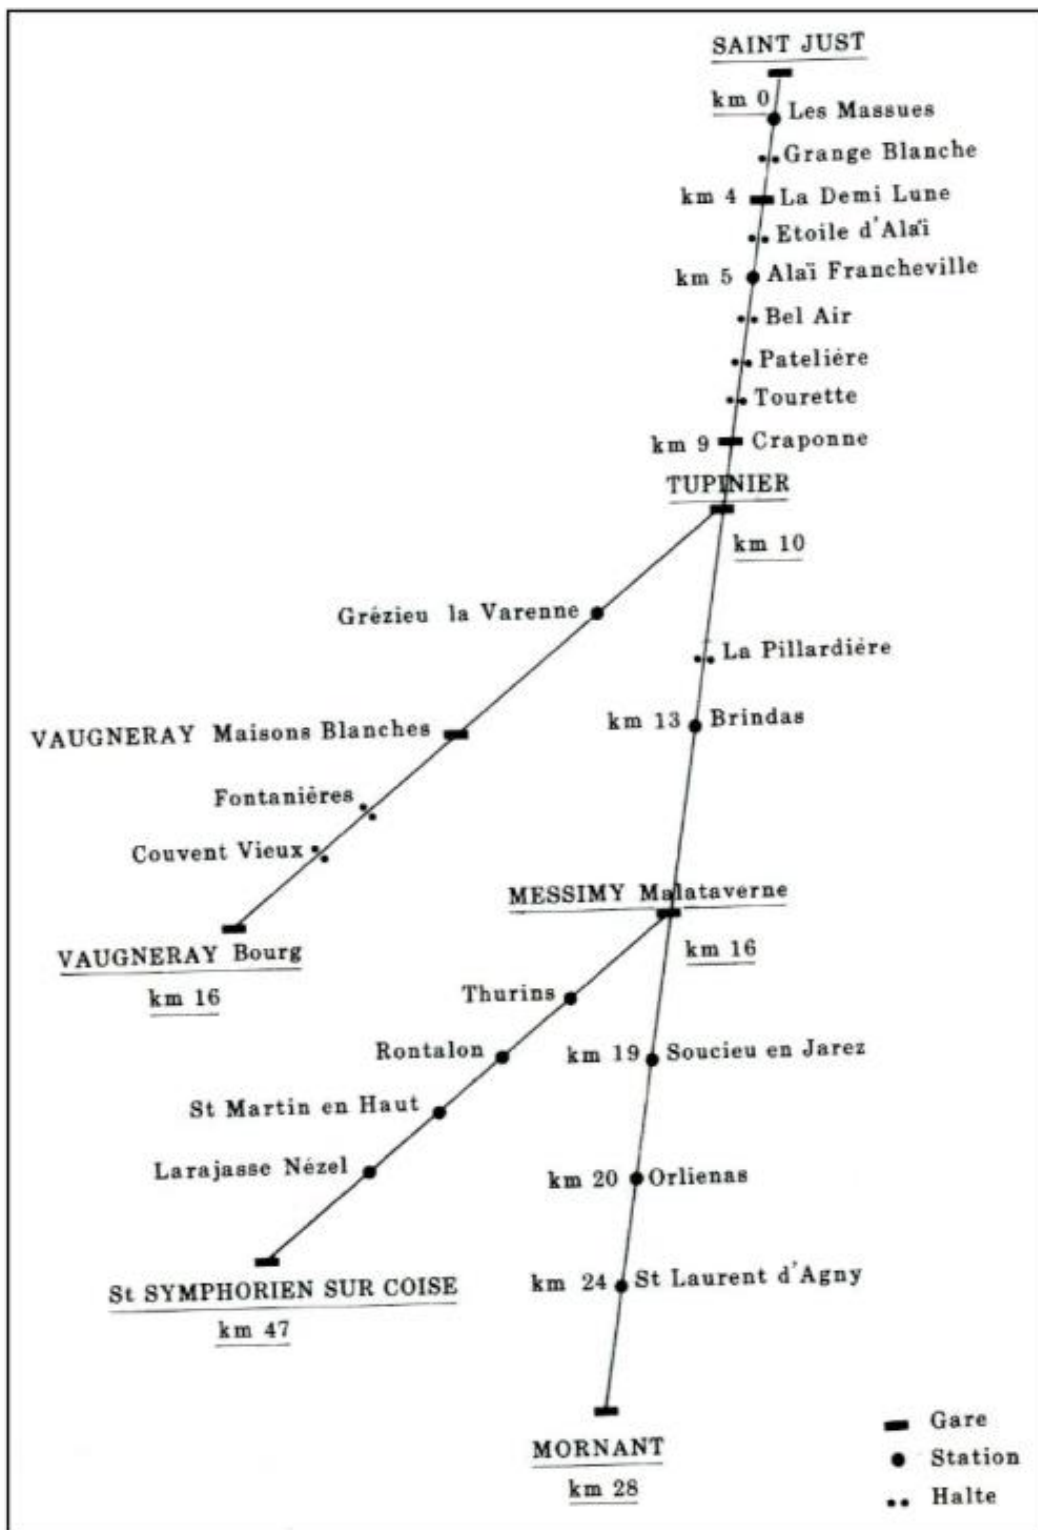 SAINT JUST
km 0
Les Massues
Grange Blanche
km 4 La Demi Lune
Etoile d'Alaï
km 5 Alaï Francheville
Bel Air
Pateliére
Tourette
km 9 Craponne
TUPINIER
km 10
Grézieu la Varenne
La Pillardiére
km 13 Brindas
VAUGNERAY Maisons Blanches
Fontaniêres
Couvent Vieux
MESSIMY Malataverne
km 16
VAUGNERAY Bourg
km 16
Thurins
Rontalon
km 19 Soucieu en Jarez
St Martin en Haut
Larajasse Nézel
km 20 Orlienas
St SYMPHORIEN SUR COISE
km 47
km 24 St Laurent d'Agny
MORNANT
km 28
Gare
Station
Halte